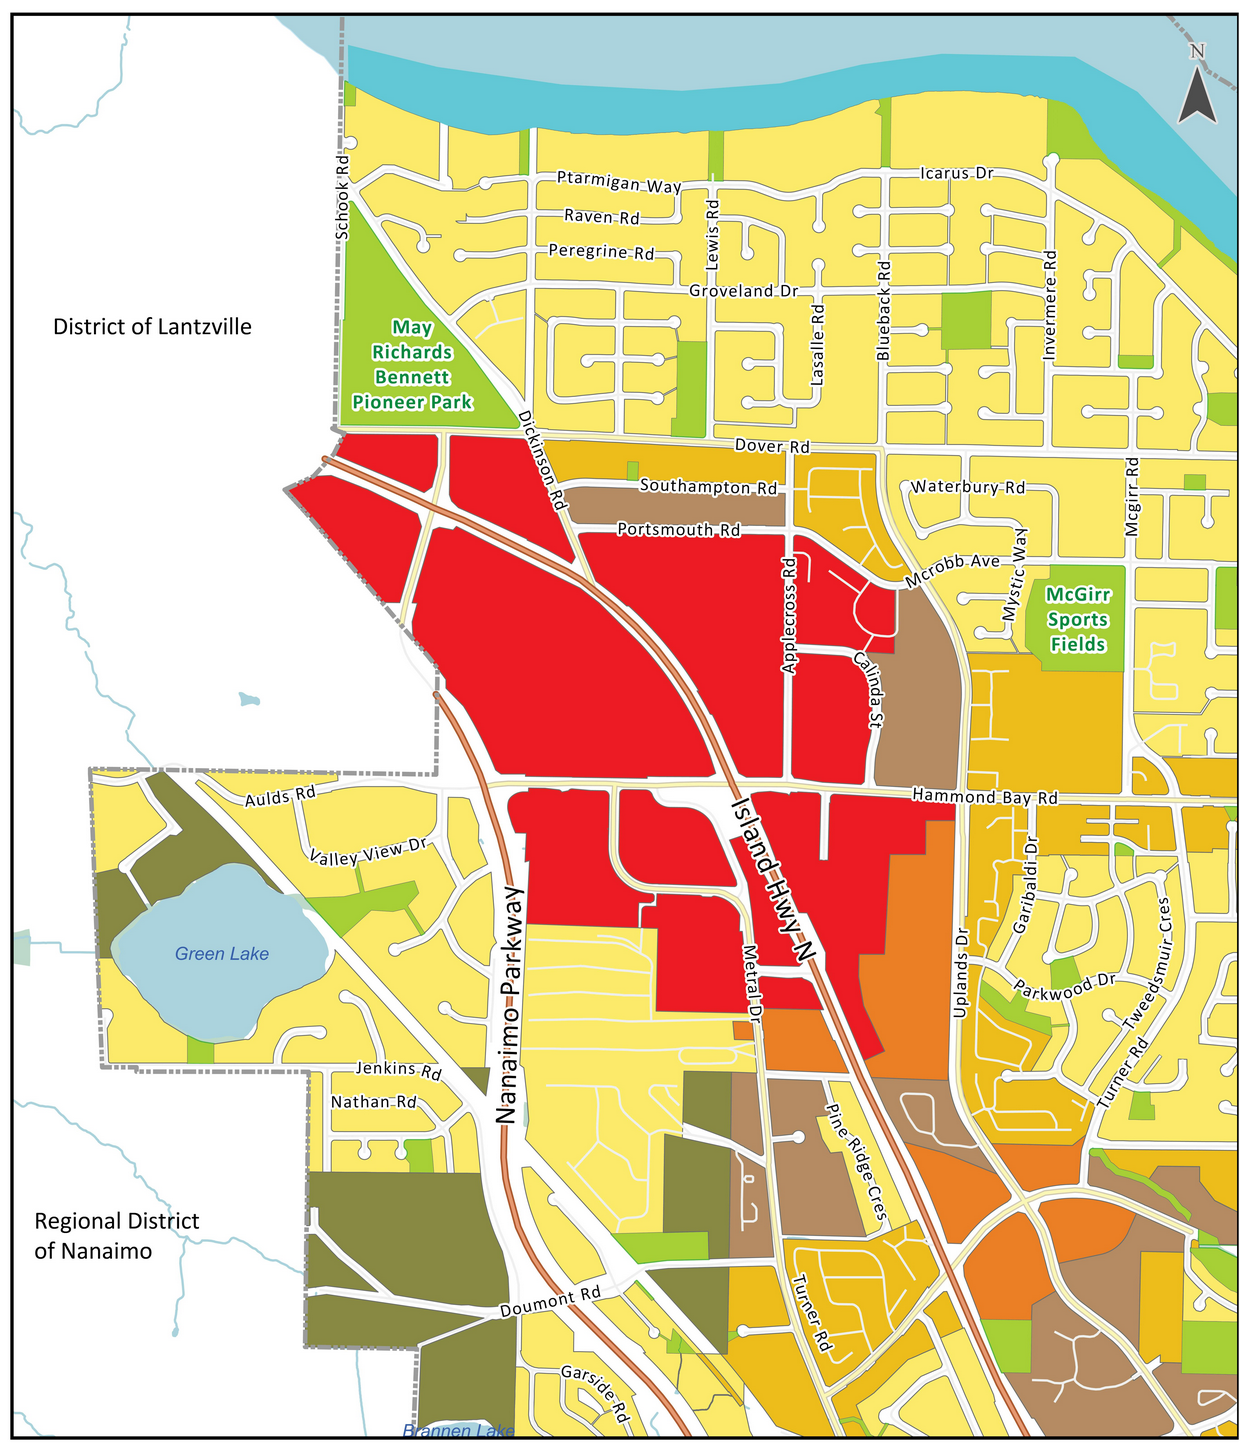 N
Schook Rd
Ptarmigan Way
Icarus Dr
Raven Rd
Lewis Rd
Peregrine Rd
Groveland Dr
Blueback Rd
Invermere Rd
Lasalle Rd
District of Lantzville
May
Richards
Bennett
Pioneer Park
Dickinson Rd
Dover Rd
Southampton Rd
Waterbury Rd
Mcgirr Rd
Portsmouth Rd
Mcrobb Ave
Mystic Way
Applecross Rd
McGirr
Sports
Fields
Calinda St
Aulds Rd
Hammond Bay Rd
Valley View Dr
Island Hwy N
Garibaldi Dr
Green Lake
Nanaimo Parkway
Metral Dr
Uplands Dr
Parkwood Dr
Tweedsmuir Cres
Turner Rd
Jenkins Rd
Nathan Rd
Pine Ridge Cres
Regional District
of Nanaimo
Doumont Rd
Turner Rd
Garside Rd
Brannen Lake